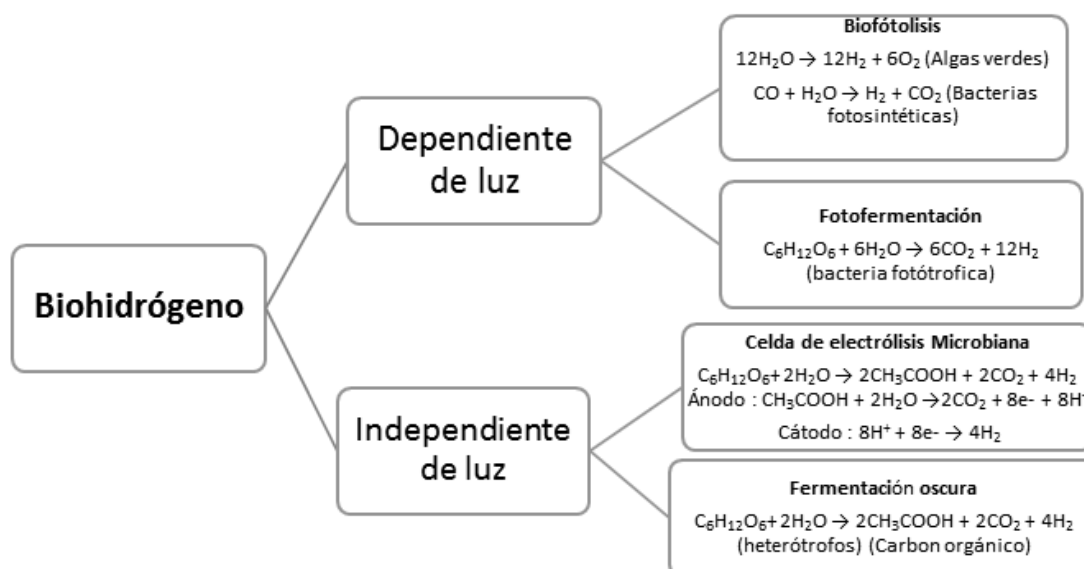 Biohidrógeno
Dependiente
de luz
Biofótolisis
12H₂O → 12H₂ + 6O₂ (Algas verdes)
CO + H₂O → H₂ + CO₂ (Bacterias
fotosintéticas)
Fotofermentación
C₆H₁₂O₆ + 6H₂O → 6CO₂ + 12H₂
(bacteria fotótrofica)
Independiente
de luz
Celda de electrólisis Microbiana
C₆H₁₂O₆+ 2H₂O → 2CH₃COOH + 2CO₂ + 4H₂
Ánodo : CH₃COOH + 2H₂O →2CO₂ + 8e- + 8H⁺
Cátodo : 8H⁺ + 8e- → 4H₂
Fermentación oscura
C₆H₁₂O₆+ 2H₂O → 2CH₃COOH + 2CO₂ + 4H₂
(heterótrofos) (Carbon orgánico)